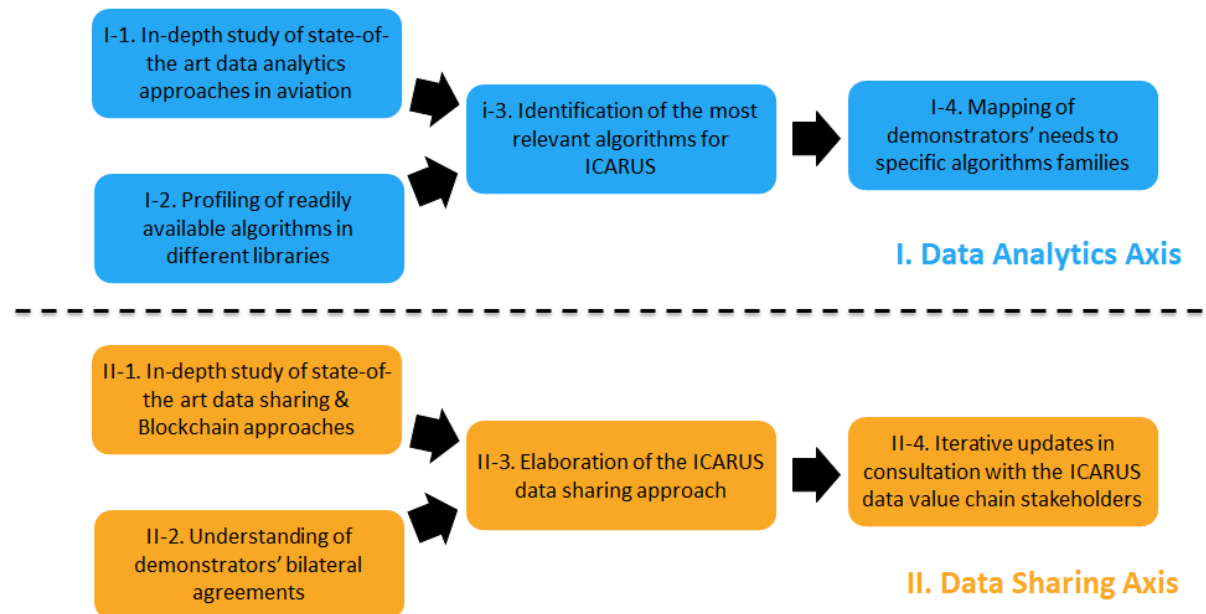 I-1. In-depth study of state-of-
the art data analytics
approaches in aviation
I-2. Profiling of readily
available algorithms in
different libraries
i-3. Identification of the most
relevant algorithms for
ICARUS
I-4. Mapping of
demonstrators’ needs to
specific algorithms families
I. Data Analytics Axis
II-1. In-depth study of state-of-
the art data sharing &
Blockchain approaches
II-2. Understanding of
demonstrators’ bilateral
agreements
II-3. Elaboration of the ICARUS
data sharing approach
II-4. Iterative updates in
consultation with the ICARUS
data value chain stakeholders
II. Data Sharing Axis